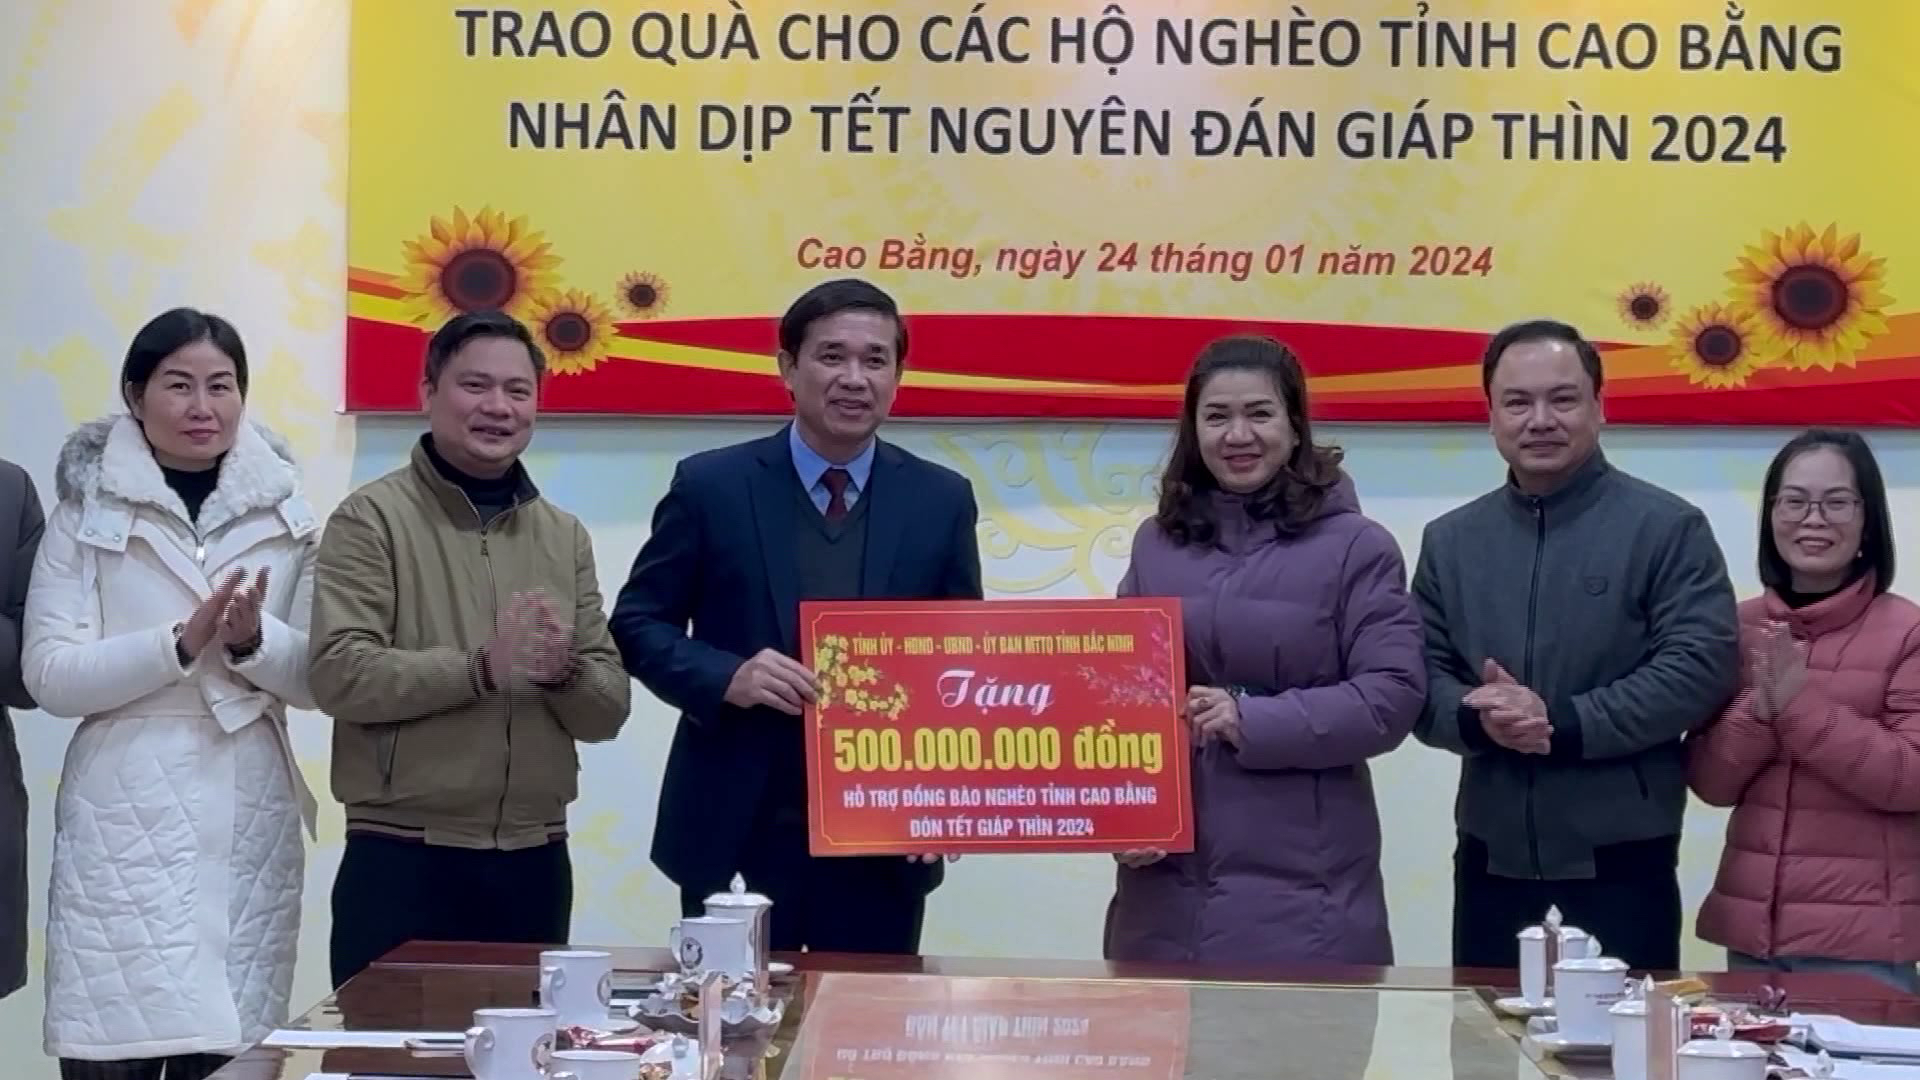 TRAO QUÀ CHO CÁC HỘ NGHÈO TỈNH CAO BẰNG
NHÂN DỊP TẾT NGUYÊN ĐÁN GIÁP THÌN 2024
Cao Bằng, ngày 24 tháng 01 năm 2024
TỈNH ỦY - HĐND - UBND - ỦY BAN MTTQ TỈNH BẮC NINH
Tặng
500.000.000 đồng
HỖ TRỢ ĐỒNG BÀO NGHÈO TỈNH CAO BẰNG
ĐÓN TẾT GIÁP THÌN 2024